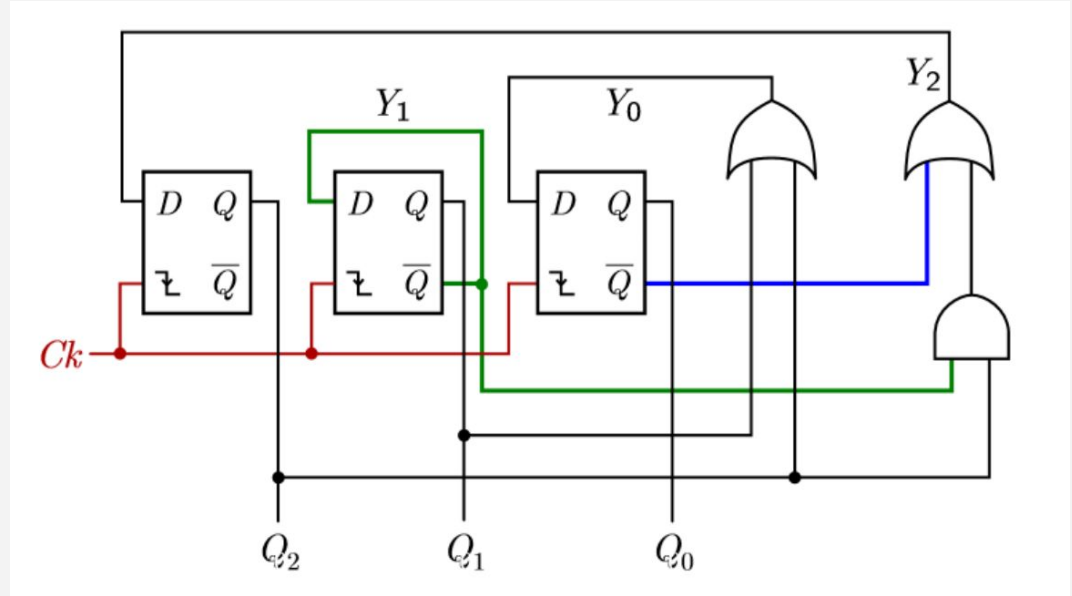 Y₂
Y₁ Y₀
D Q D Q D Q
Q̅ Q̅ Q̅
Ck
Q₂ Q₁ Q₀